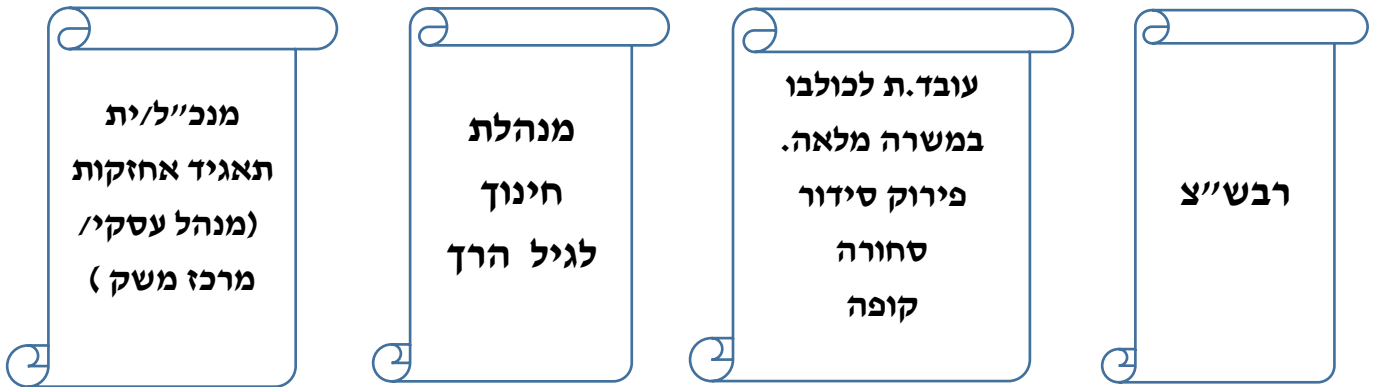 רבש״צ
עובד.ת לכולבו
במשרה מלאה.
פירוק סידור
סחורה
קופה
מנהלת
חינוך
לגיל הרך
מנכ״ל/ית
תאגיד אחזקות
(מנהל עסקי/
מרכז משק )